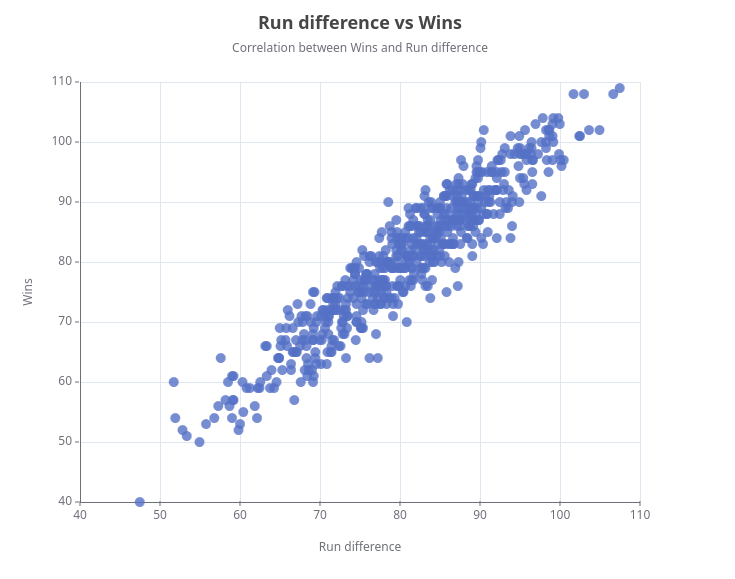 Run difference vs Wins
Correlation between Wins and Run difference
110
100
90
80
70
60
50
40
Wins
40 50 60 70 80 90 100 110
Run difference